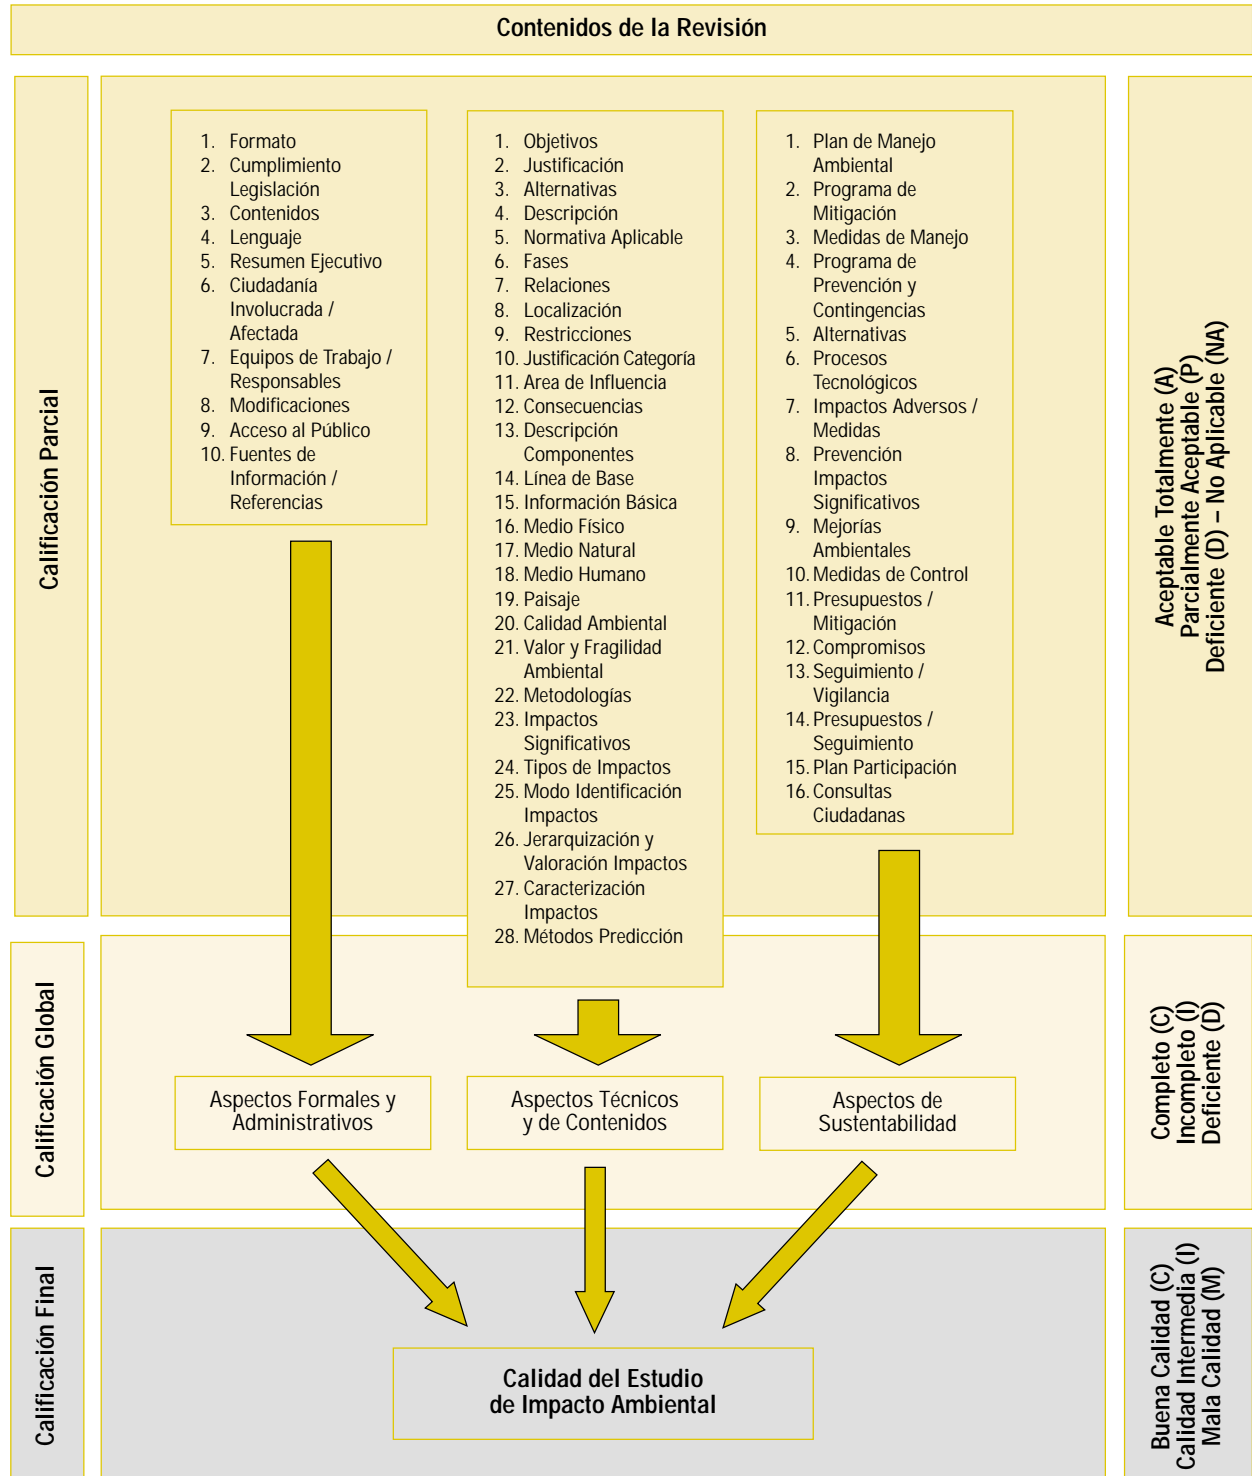 Contenidos de la Revisión
Calificación Parcial
1. Formato
2. Cumplimiento
Legislación
3. Contenidos
4. Lenguaje
5. Resumen Ejecutivo
6. Ciudadanía
Involucrada /
Afectada
7. Equipos de Trabajo /
Responsables
8. Modificaciones
9. Acceso al Público
10. Fuentes de
Información /
Referencias
1. Objetivos
2. Justificación
3. Alternativas
4. Descripción
5. Normativa Aplicable
6. Fases
7. Relaciones
8. Localización
9. Restricciones
10. Justificación Categoría
11. Area de Influencia
12. Consecuencias
13. Descripción
Componentes
14. Línea de Base
15. Información Básica
16. Medio Físico
17. Medio Natural
18. Medio Humano
19. Paisaje
20. Calidad Ambiental
21. Valor y Fragilidad
Ambiental
22. Metodologías
23. Impactos
Significativos
24. Tipos de Impactos
25. Modo Identificación
Impactos
26. Jerarquización y
Valoración Impactos
27. Caracterización
Impactos
28. Métodos Predicción
1. Plan de Manejo
Ambiental
2. Programa de
Mitigación
3. Medidas de Manejo
4. Programa de
Prevención y
Contingencias
5. Alternativas
6. Procesos
Tecnológicos
7. Impactos Adversos /
Medidas
8. Prevención
Impactos
Significativos
9. Mejorías
Ambientales
10. Medidas de Control
11. Presupuestos /
Mitigación
12. Compromisos
13. Seguimiento /
Vigilancia
14. Presupuestos /
Seguimiento
15. Plan Participación
16. Consultas
Ciudadanas
Aceptable Totalmente (A)
Parcialmente Aceptable (P)
Deficiente (D) – No Aplicable (NA)
Calificación Global
Aspectos Formales y
Administrativos
Aspectos Técnicos
y de Contenidos
Aspectos de
Sustentabilidad
Completo (C)
Incompleto (I)
Deficiente (D)
Calificación Final
Calidad del Estudio
de Impacto Ambiental
Buena Calidad (C)
Calidad Intermedia (I)
Mala Calidad (M)